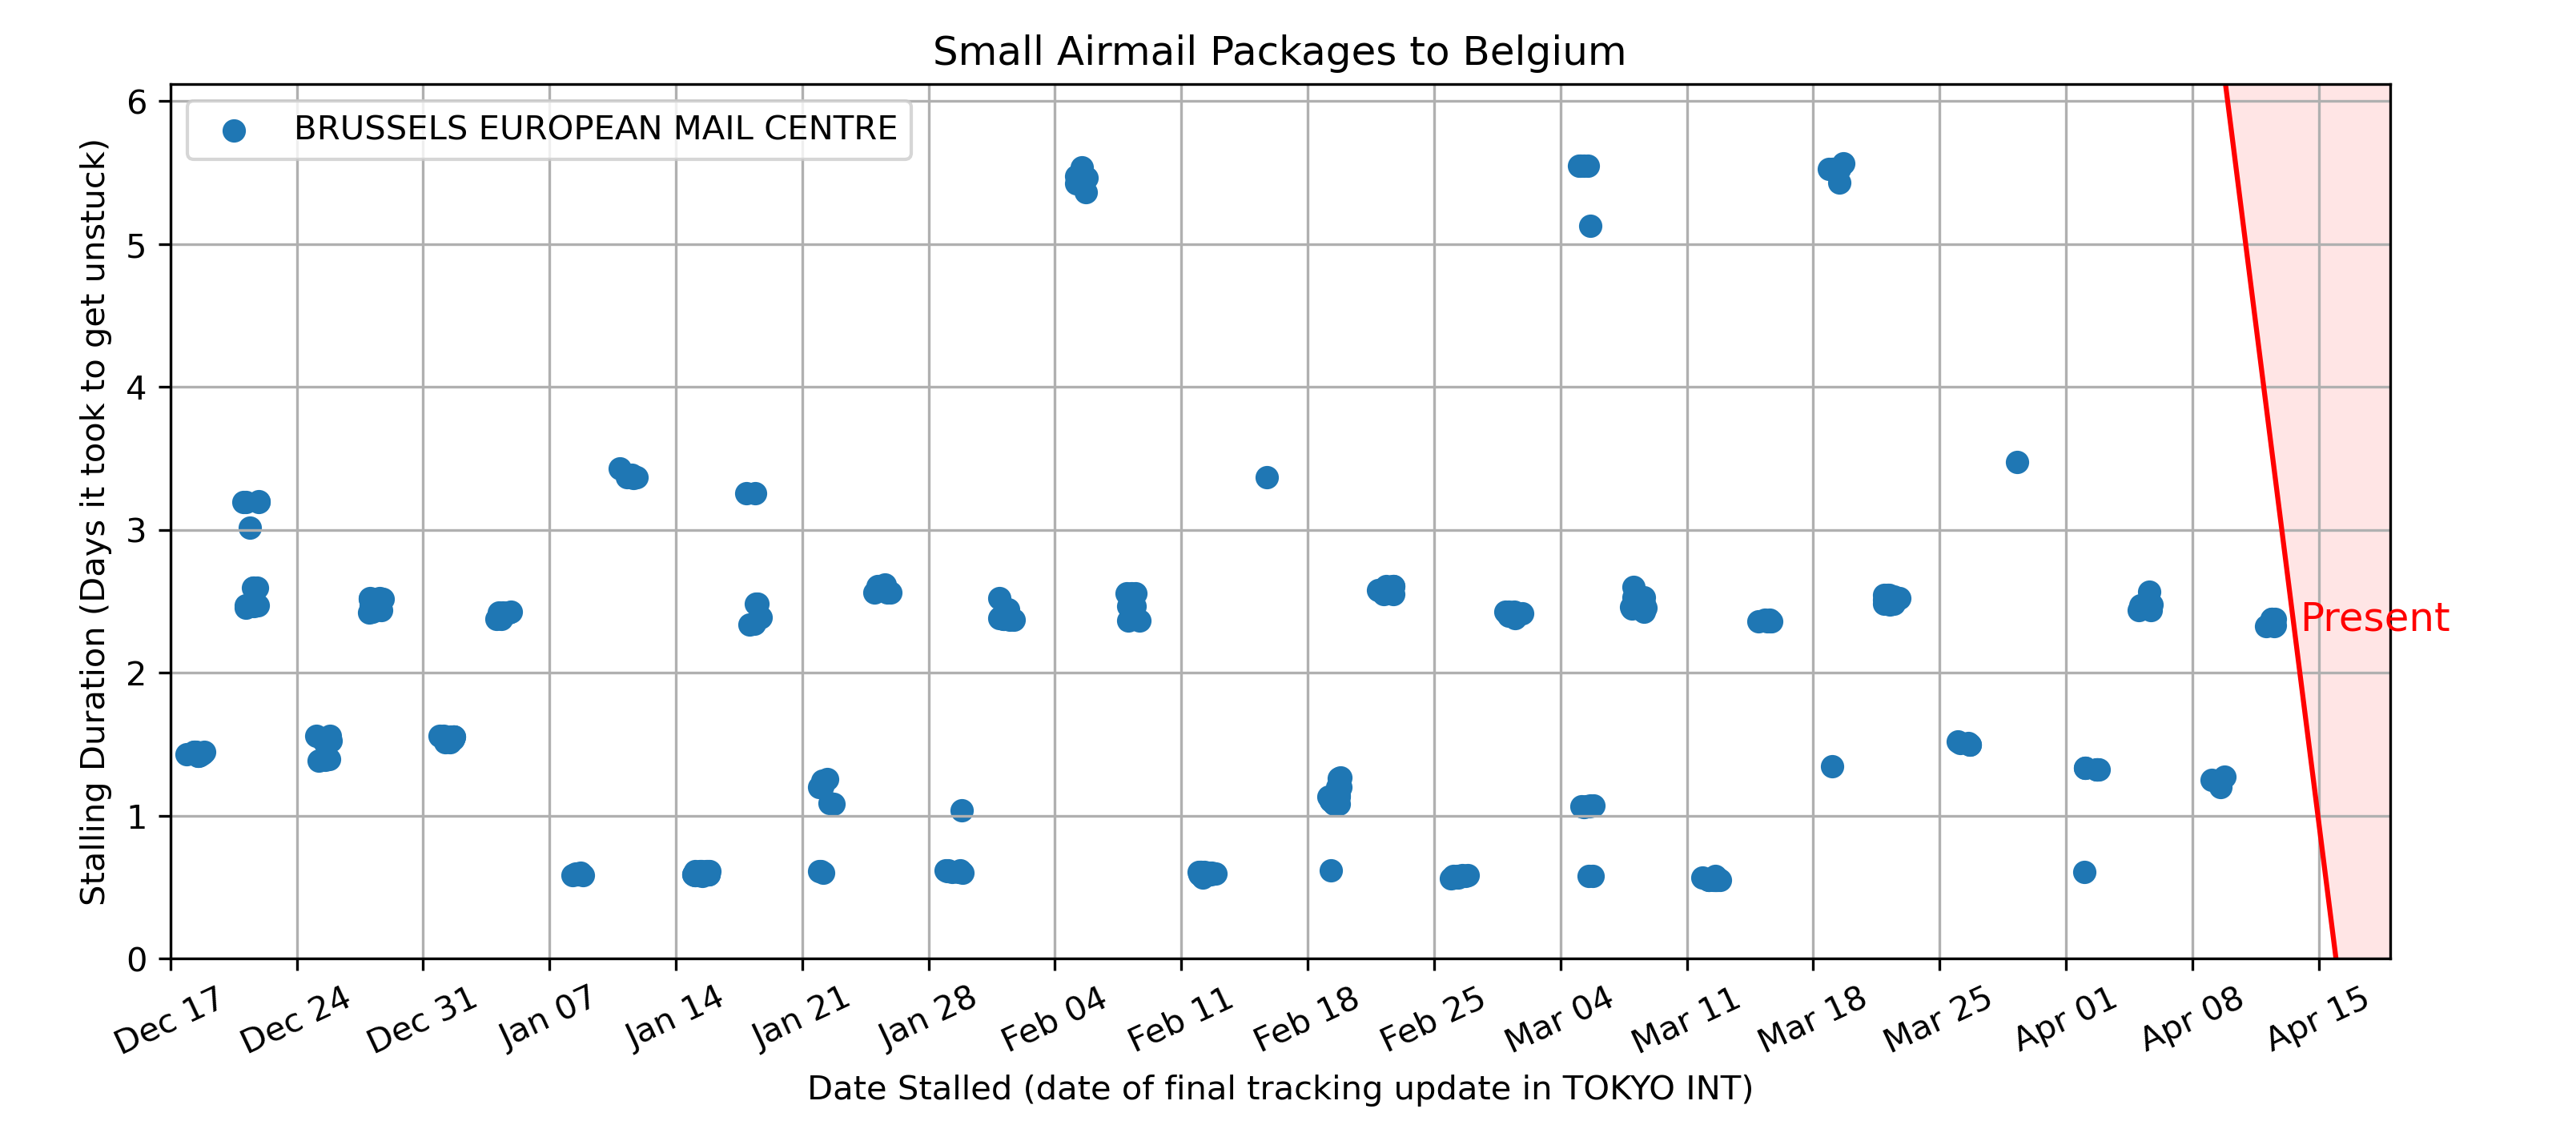 Small Airmail Packages to Belgium
BRUSSELS EUROPEAN MAIL CENTRE
Stalling Duration (Days it took to get unstuck)
6
5
4
3
2
1
0
Present
Dec 17
Dec 24
Dec 31
Jan 07
Jan 14
Jan 21
Jan 28
Feb 04
Feb 11
Feb 18
Feb 25
Mar 04
Mar 11
Mar 18
Mar 25
Apr 01
Apr 08
Apr 15
Date Stalled (date of final tracking update in TOKYO INT)